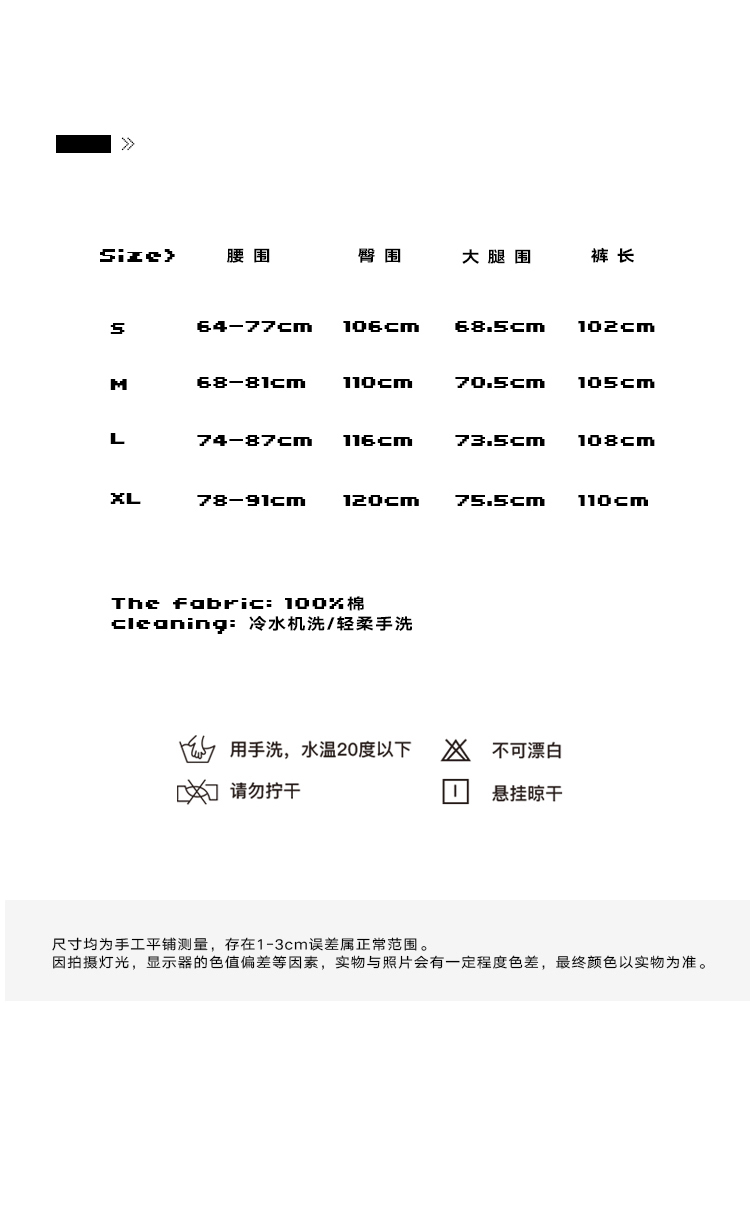 Size> 腰围 臀围 大腿围 裤长
S 64-77cm 106cm 68.5cm 102cm
M 68-81cm 110cm 70.5cm 105cm
L 74-87cm 116cm 73.5cm 108cm
XL 78-91cm 120cm 75.5cm 110cm
The fabric: 100%棉
cleaning: 冷水机洗/轻柔手洗
用手洗，水温20度以下 不可漂白
请勿拧干 悬挂晾干
尺寸均为手工平铺测量，存在1-3cm误差属正常范围。
因拍摄灯光，显示器的色值偏差等因素，实物与照片会有一定程度色差，最终颜色以实物为准。